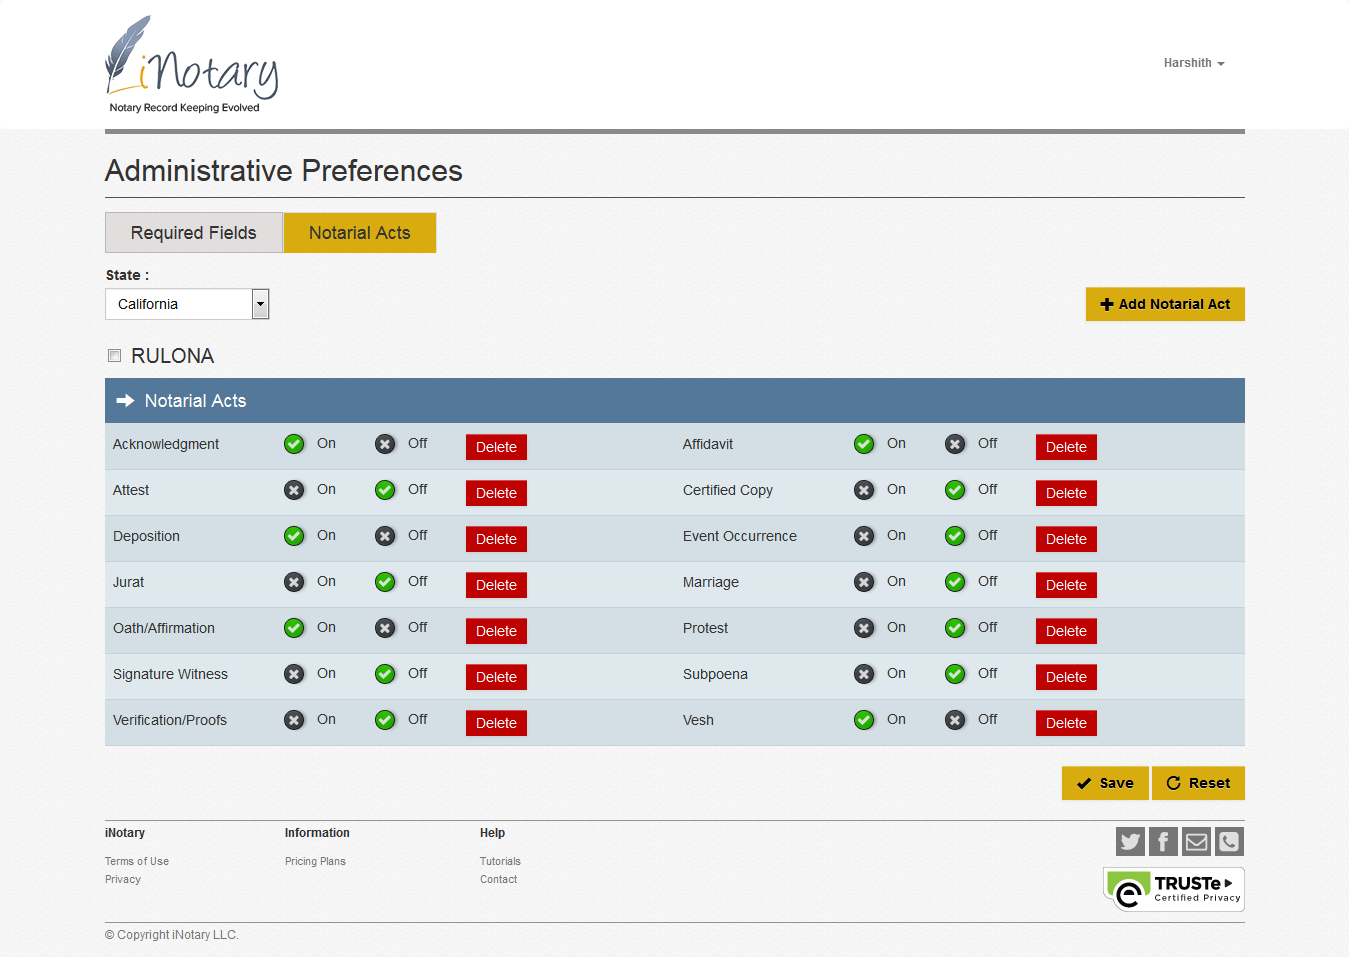 iNotary
Notary Record Keeping Evolved
Harshith
Administrative Preferences
Required Fields Notarial Acts
State :
California
Add Notarial Act
RULONA
Notarial Acts
Acknowledgment On Off Delete Affidavit On Off Delete
Attest On Off Delete Certified Copy On Off Delete
Deposition On Off Delete Event Occurrence On Off Delete
Jurat On Off Delete Marriage On Off Delete
Oath/Affirmation On Off Delete Protest On Off Delete
Signature Witness On Off Delete Subpoena On Off Delete
Verification/Proofs On Off Delete Vesh On Off Delete
Save Reset
iNotary Information Help
Terms of Use Pricing Plans Tutorials
Privacy Contact
TRUSTe
Certified Privacy
© Copyright iNotary LLC.